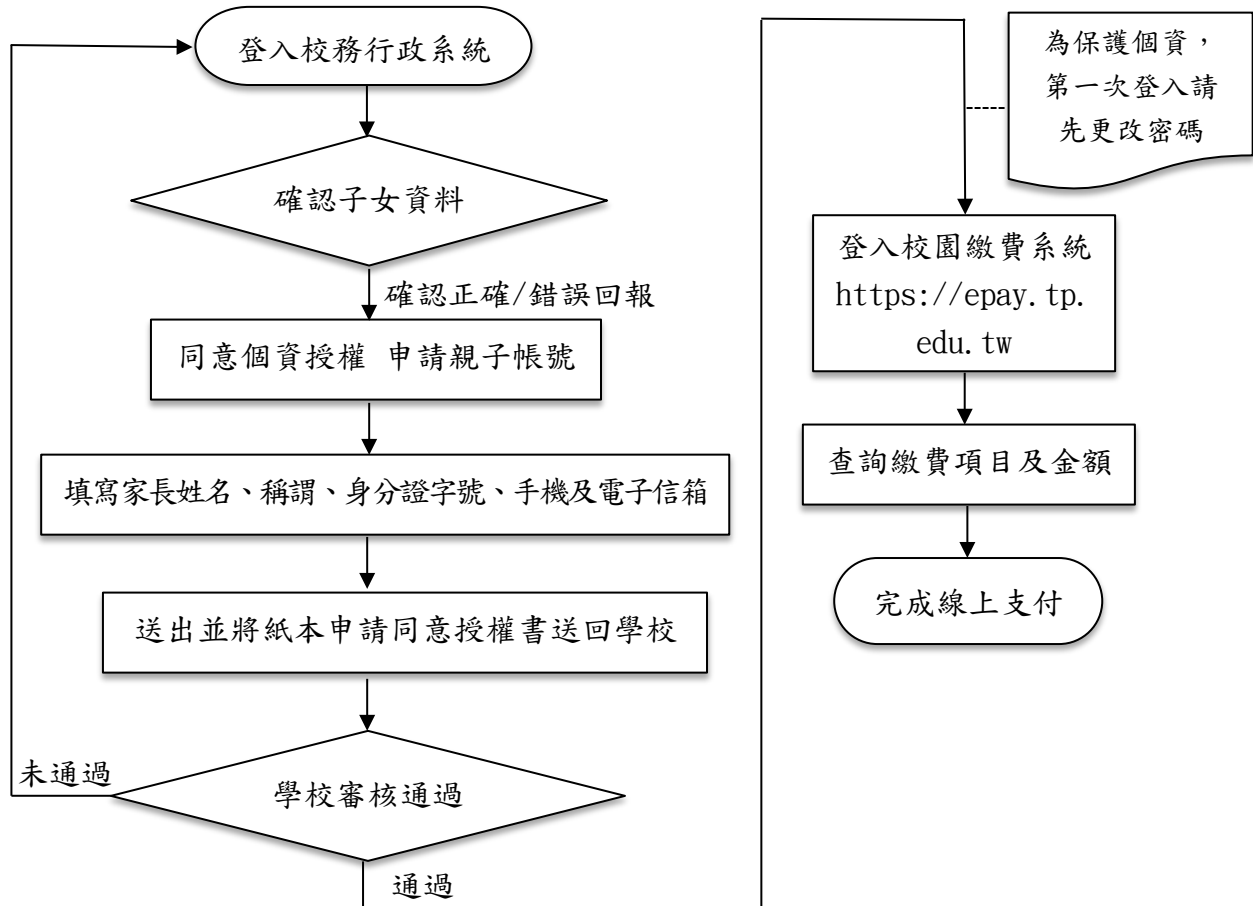 登入校務行政系統
確認子女資料
確認正確/錯誤回報
同意個資授權 申請親子帳號
填寫家長姓名、稱謂、身分證字號、手機及電子信箱
送出並將紙本申請同意授權書送回學校
未通過
學校審核通過
通過
為保護個資，
第一次登入請
先更改密碼
登入校園繳費系統
https://epay.tp.
edu.tw
查詢繳費項目及金額
完成線上支付